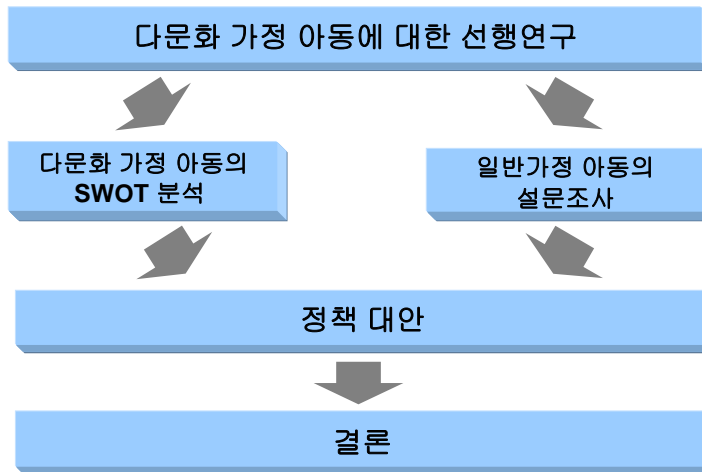 다문화 가정 아동에 대한 선행연구
다문화 가정 아동의
SWOT 분석
일반가정 아동의
설문조사
정책 대안
결론